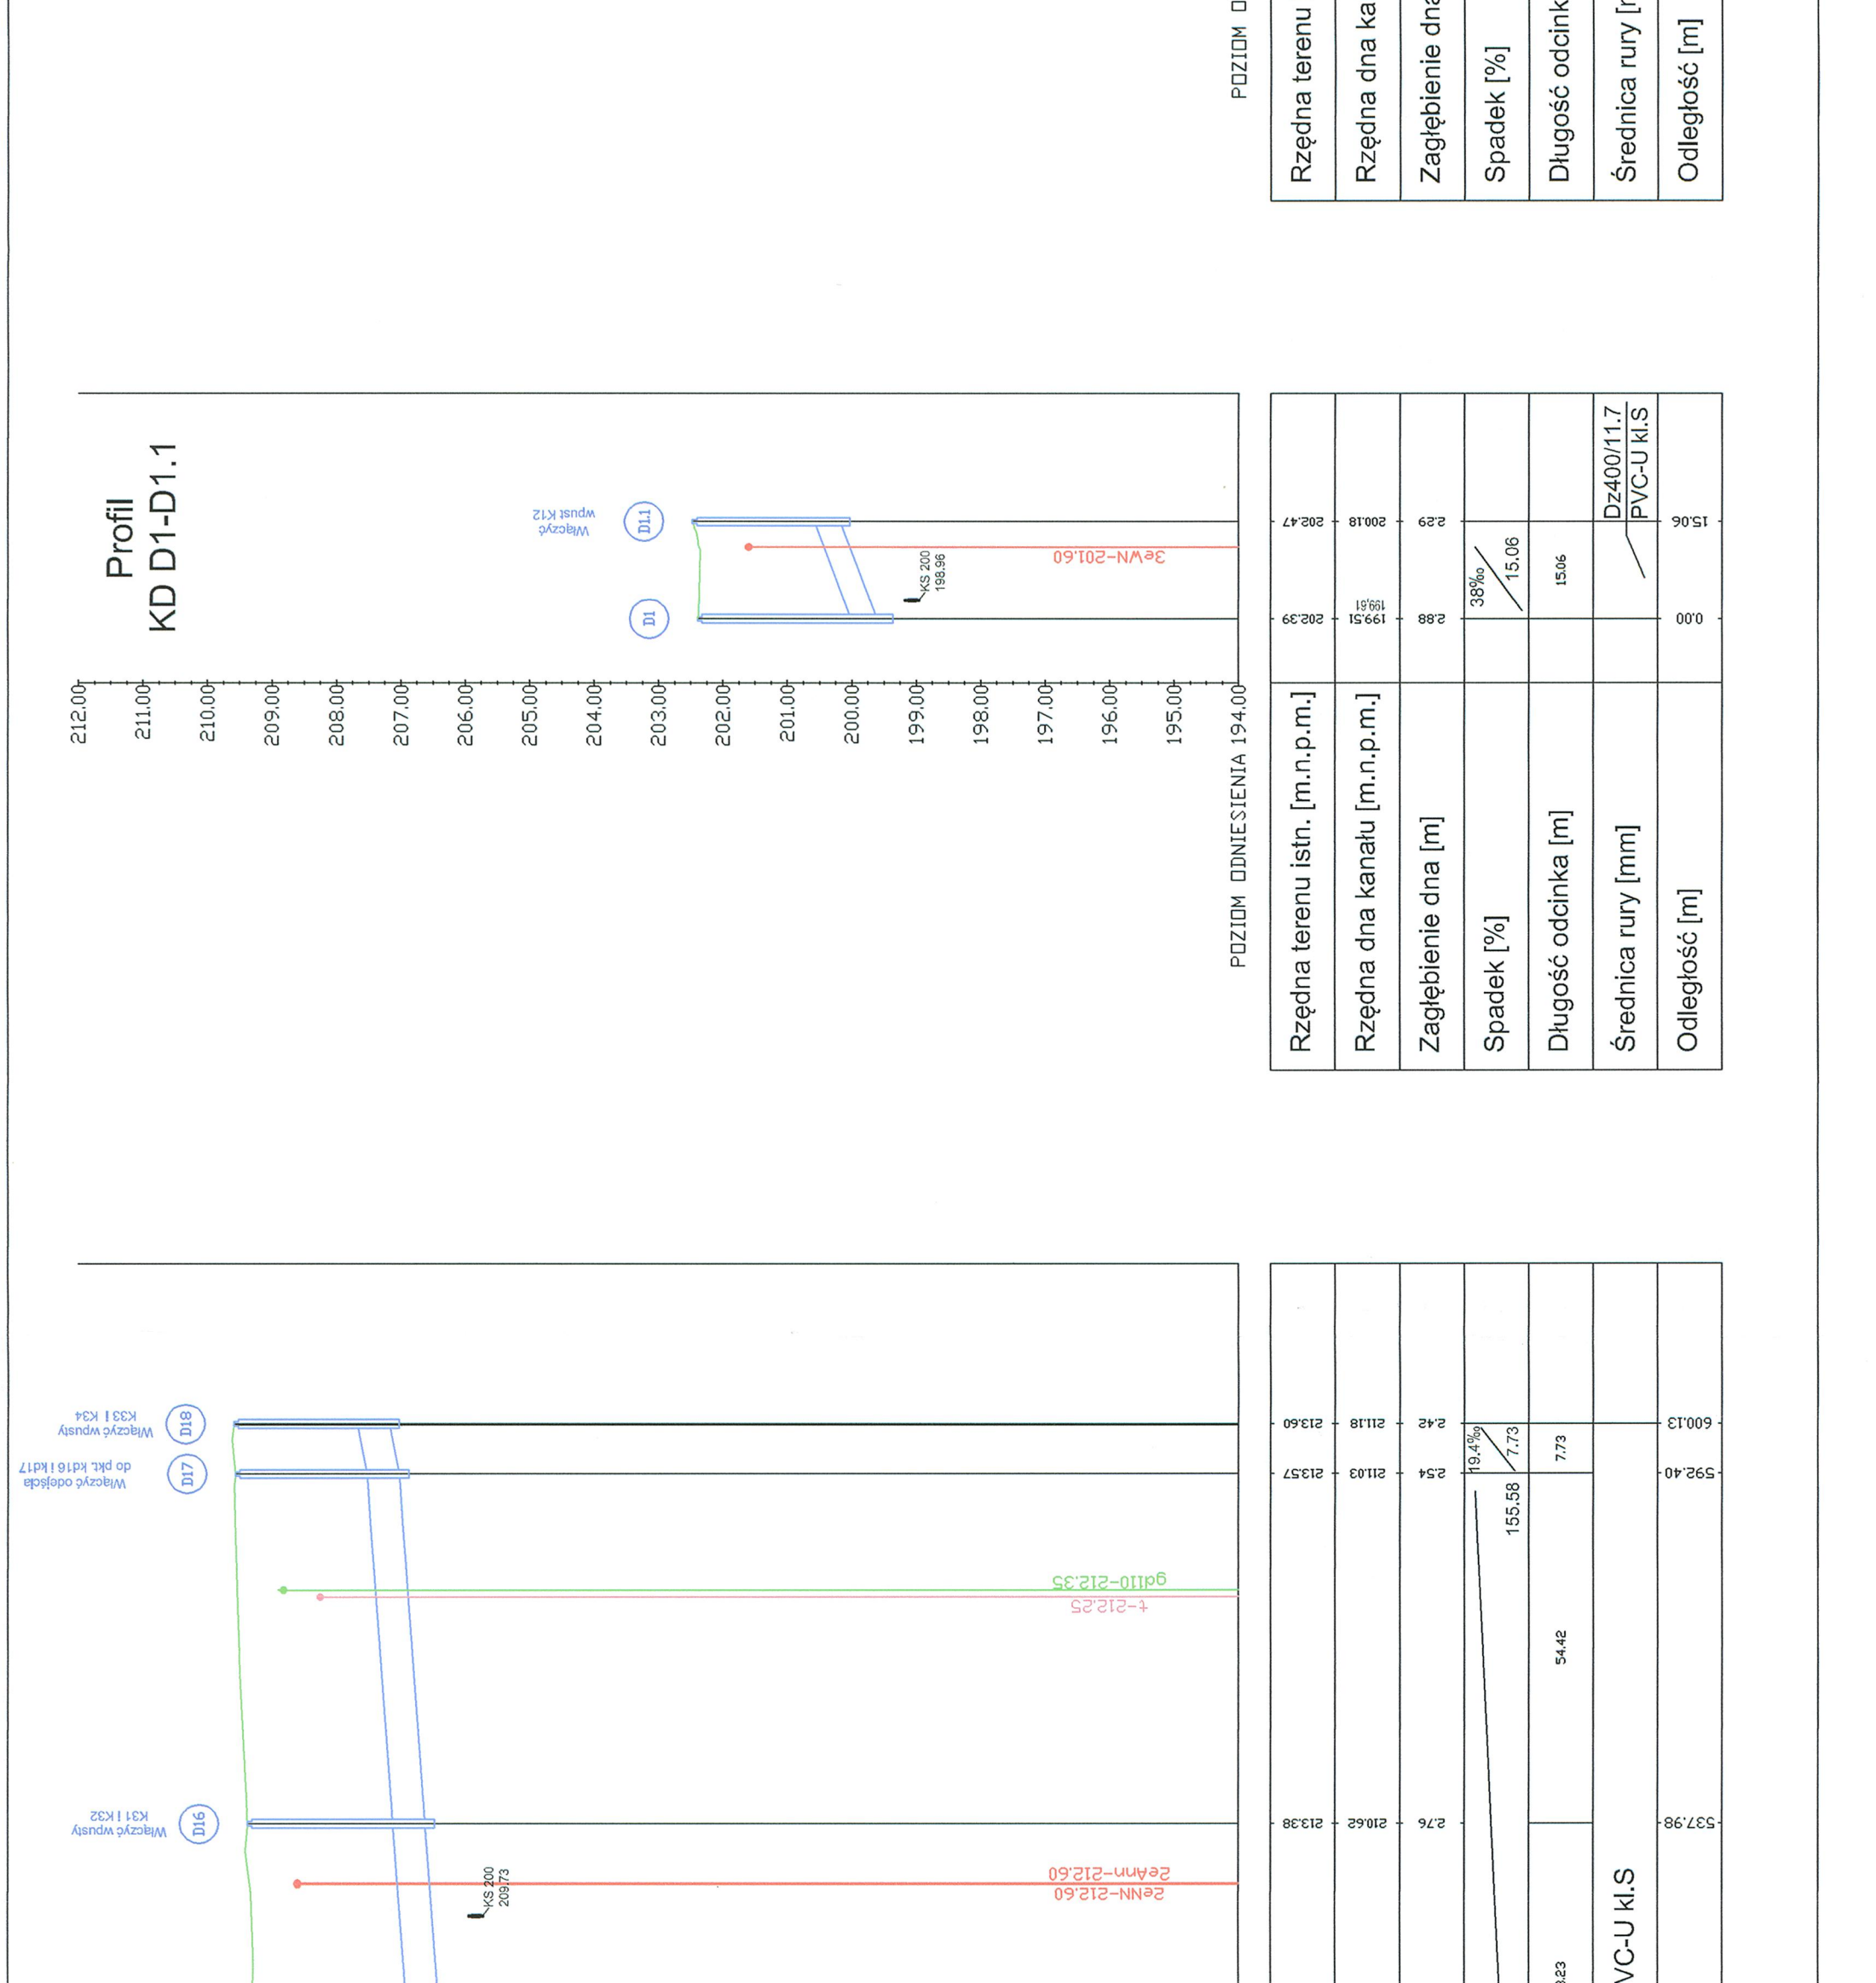 POZIOM O
Rzędna terenu
Rzędna dna ka
Zagłębienie dna
Spadek [%]
Długość odcink
Średnica rury [
Odległość [m]
Profil
KD D1-D1.1
212.00
211.00
210.00
209.00
208.00
207.00
206.00
205.00
204.00
203.00
202.00
201.00
200.00
199.00
198.00
197.00
196.00
195.00
POZIOM ODNIESIENIA 194.00
Włączyć
wpust K12
D1
D1.1
KS 200
198.96
3eWN-201.60
Rzędna terenu istn. [m.n.p.m.]
202.39
202.47
Rzędna dna kanału [m.n.p.m.]
199.51
199,61
200.18
Zagłębienie dna [m]
2.88
2.29
Spadek [%]
38‰
15.06
Długość odcinka [m]
15.06
Średnica rury [mm]
Dz400/11.7
PVC-U kl.S
Odległość [m]
0.00
15.06
Włączyć wpusty
K31 i K32
D16
Włączyć odejścia
do pkt. kd16 i kd17
D17
Włączyć wpusty
K33 i K34
D18
KS 200
209.73
2eNN-212.60
2eAnn-212.60
t-212.25
gd110-212.35
213.38
213.57
213.60
210.62
211.03
211.18
2.76
2.54
2.42
155.58
19.4‰
7.73
3.23
54.42
7.73
VC-U kl.S
537.98
592.40
600.13